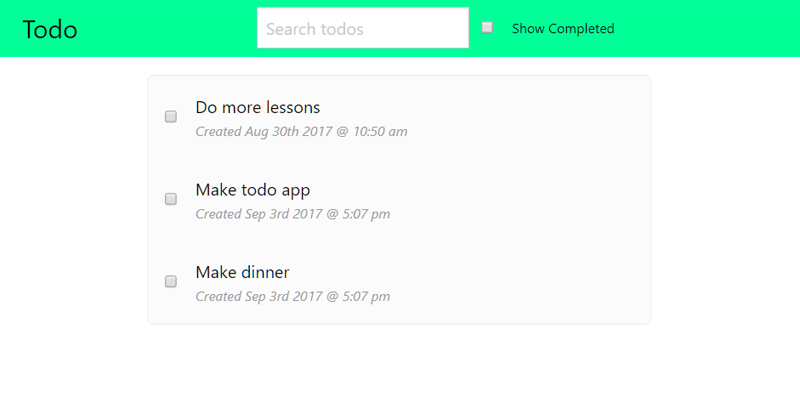 Todo
Search todos
Show Completed
Do more lessons
Created Aug 30th 2017 @ 10:50 am
Make todo app
Created Sep 3rd 2017 @ 5:07 pm
Make dinner
Created Sep 3rd 2017 @ 5:07 pm